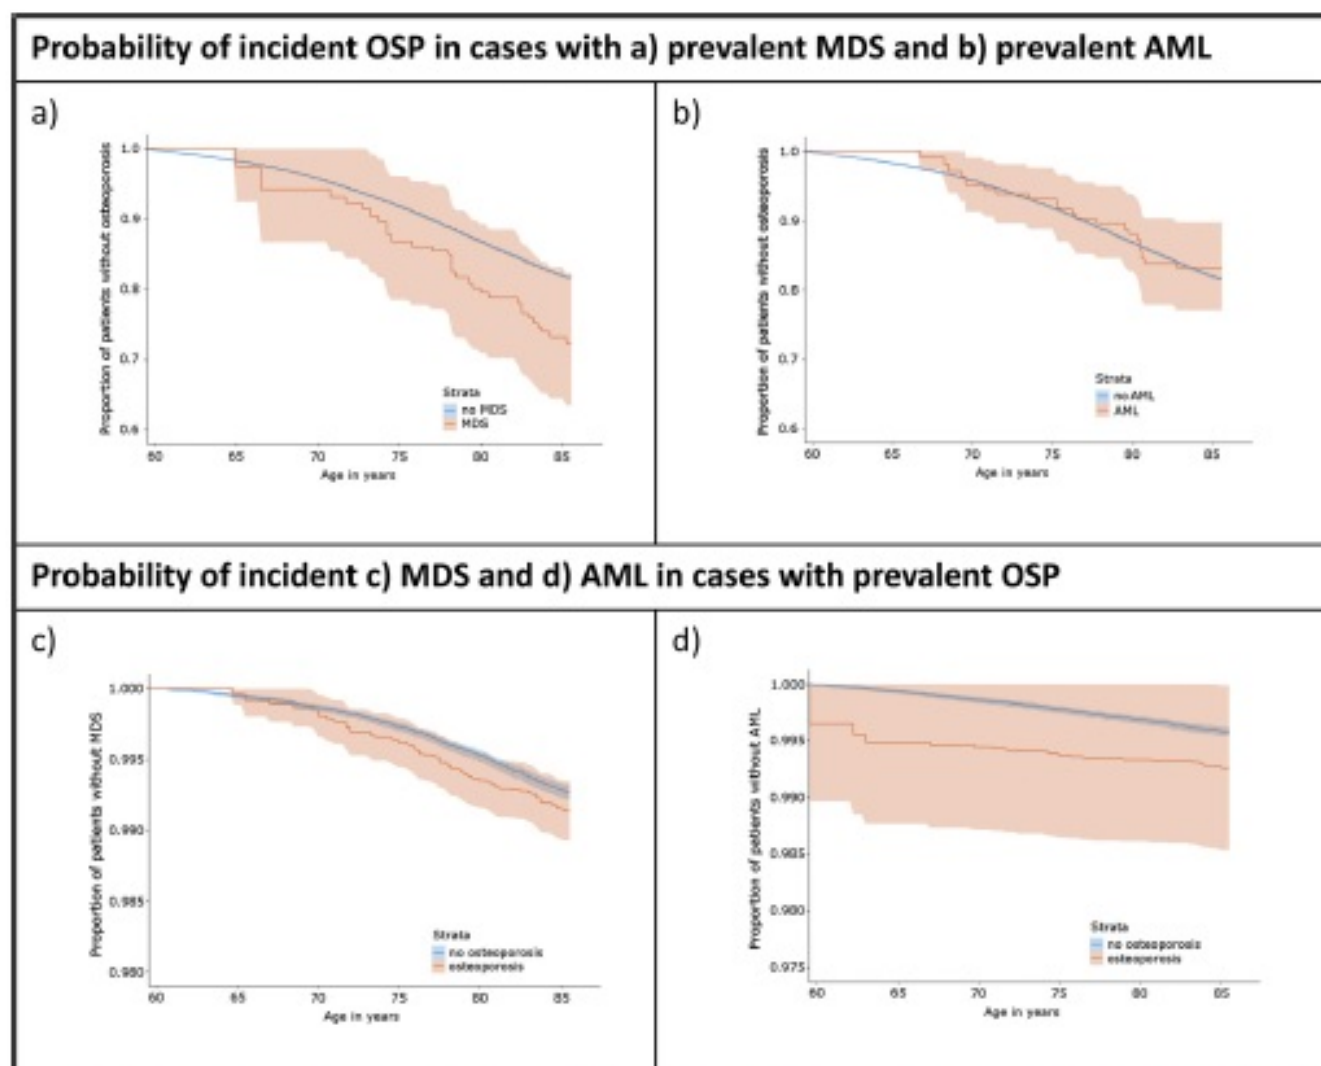 Probability of incident OSP in cases with a) prevalent MDS and b) prevalent AML
a)
Proportion of patients without osteoporosis
1.0
0.9
0.8
0.7
0.6
60 65 70 75 80 85
Age in years
Strata
no MDS
MDS
b)
Proportion of patients without osteoporosis
1.0
0.9
0.8
0.7
0.6
60 65 70 75 80 85
Age in years
Strata
no AML
AML
Probability of incident c) MDS and d) AML in cases with prevalent OSP
c)
Proportion of patients without MDS
1.000
0.995
0.990
0.985
0.980
60 65 70 75 80 85
Age in years
Strata
no osteoporosis
osteoporosis
d)
Proportion of patients without AML
1.000
0.995
0.990
0.985
0.980
0.975
60 65 70 75 80 85
Age in years
Strata
no osteoporosis
osteoporosis